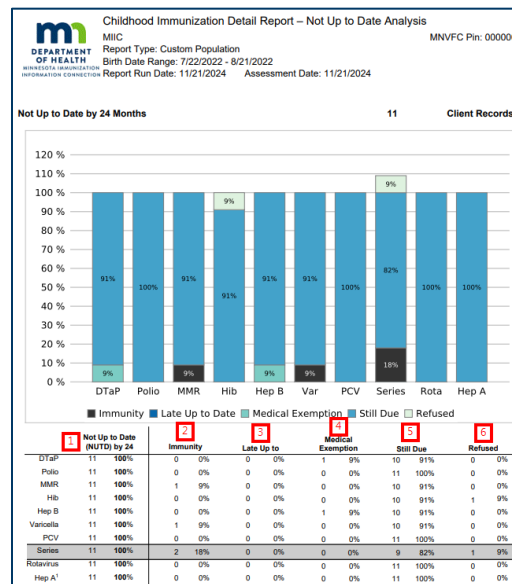 Childhood Immunization Detail Report – Not Up to Date Analysis
MIIC
MNVFC Pin: 000000
Report Type: Custom Population
Birth Date Range: 7/22/2022 - 8/21/2022
Report Run Date: 11/21/2024 Assessment Date: 11/21/2024
m
DEPARTMENT
OF HEALTH
MINNESOTA IMMUNIZATION
INFORMATION CONNECTION
Not Up to Date by 24 Months 11 Client Records
120 %
110 %
100 %
90 %
80 %
70 %
60 %
50 %
40 %
30 %
20 %
10 %
0 %
9%
9%
91% 100% 91% 91% 91% 91% 100% 82% 100% 100%
9% 9% 9% 9% 18%
DTaP Polio MMR Hib Hep B Var PCV Series Rota Hep A
Immunity Late Up to Date Medical Exemption Still Due Refused
1 2 3 4 5 6
Not Up to Date (NUTD) by 24 Immunity Late Up to Medical Exemption Still Due Refused
DTaP 11 100% 0 0% 0 0% 1 9% 10 91% 0 0%
Polio 11 100% 0 0% 0 0% 0 0% 11 100% 0 0%
MMR 11 100% 1 9% 0 0% 0 0% 10 91% 0 0%
Hib 11 100% 0 0% 0 0% 0 0% 10 91% 1 9%
Hep B 11 100% 0 0% 0 0% 1 9% 10 91% 0 0%
Varicella 11 100% 1 9% 0 0% 0 0% 10 91% 0 0%
PCV 11 100% 0 0% 0 0% 0 0% 11 100% 0 0%
Series 11 100% 2 18% 0 0% 0 0% 9 82% 1 9%
Rotavirus 11 100% 0 0% 0 0% 0 0% 11 100% 0 0%
Hep A¹ 11 100% 0 0% 0 0% 0 0% 11 100% 0 0%